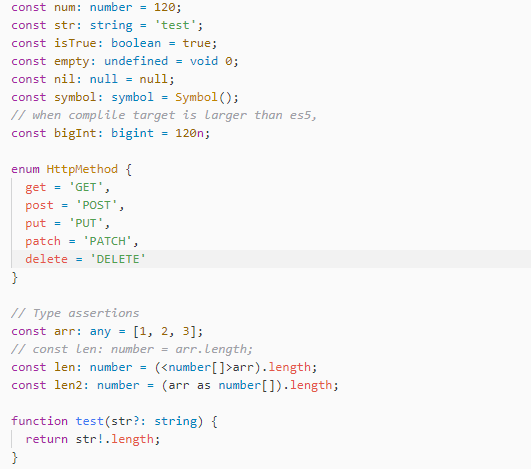 const num: number = 120;
const str: string = 'test';
const isTrue: boolean = true;
const empty: undefined = void 0;
const nil: null = null;
const symbol: symbol = Symbol();
// when complile target is larger than es5,
const bigInt: bigint = 120n;
enum HttpMethod {
get = 'GET',
post = 'POST',
put = 'PUT',
patch = 'PATCH',
delete = 'DELETE'
}
// Type assertions
const arr: any = [1, 2, 3];
// const len: number = arr.length;
const len: number = (<number[]>arr).length;
const len2: number = (arr as number[]).length;
function test(str?: string) {
return str!.length;
}